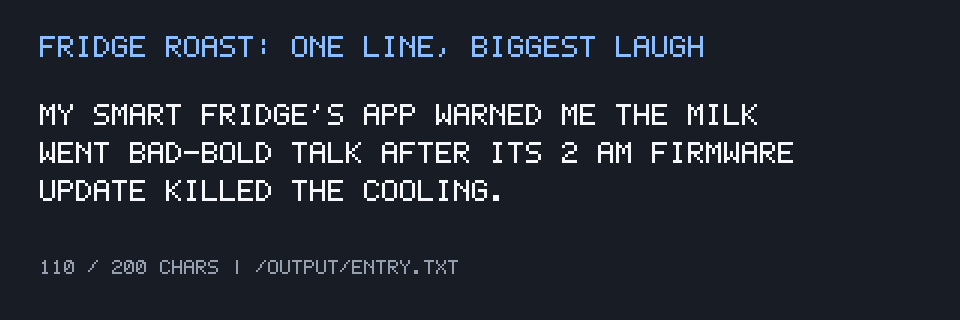 FRIDGE ROAST: ONE LINE, BIGGEST LAUGH
MY SMART FRIDGE'S APP WARNED ME THE MILK
WENT BAD—BOLD TALK AFTER ITS 2 AM FIRMWARE
UPDATE KILLED THE COOLING.
110 / 200 CHARS | /OUTPUT/ENTRY.TXT